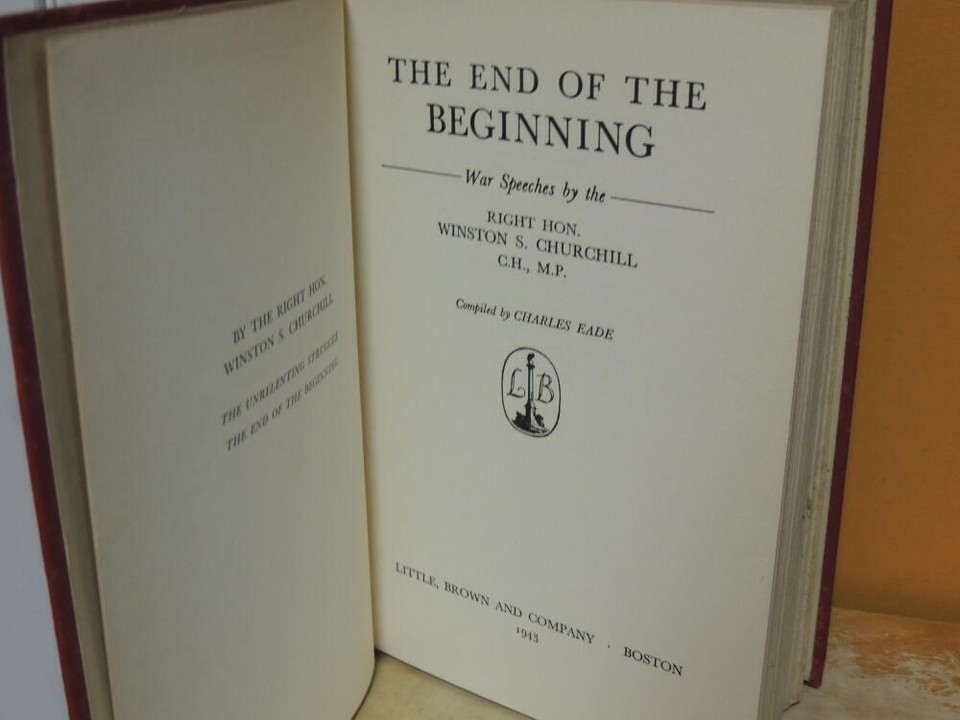 BY THE RIGHT HON.
WINSTON S. CHURCHILL
THE UNRELENTING STRUGGLE
THE END OF THE BEGINNING
THE END OF THE
BEGINNING
War Speeches by the
RIGHT HON.
WINSTON S. CHURCHILL
C.H., M.P.
Compiled by CHARLES EADE
L B
LITTLE, BROWN AND COMPANY · BOSTON
1943